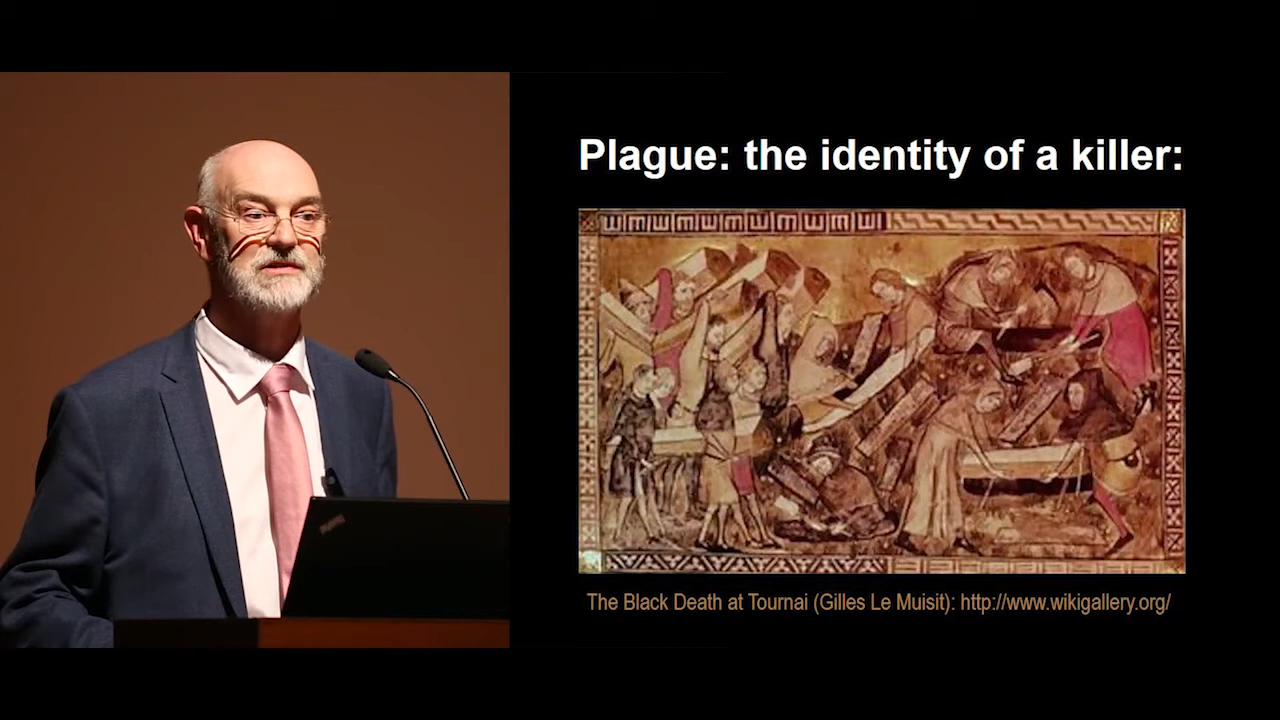 Plague: the identity of a killer:
The Black Death at Tournai (Gilles Le Muisit): http://www.wikigallery.org/